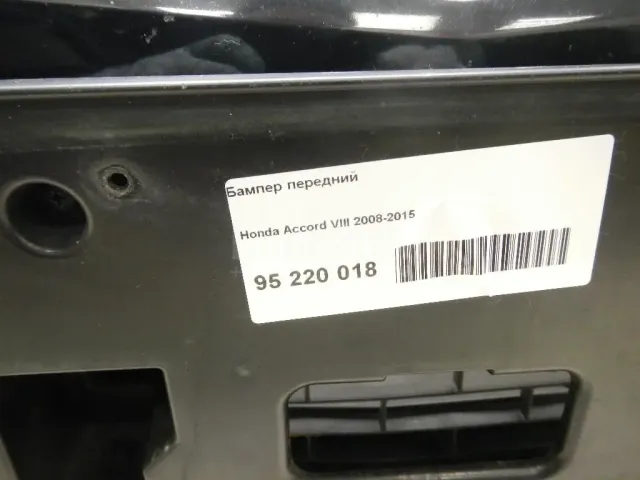 Бампер передний
Honda Accord VIII 2008-2015
95 220 018